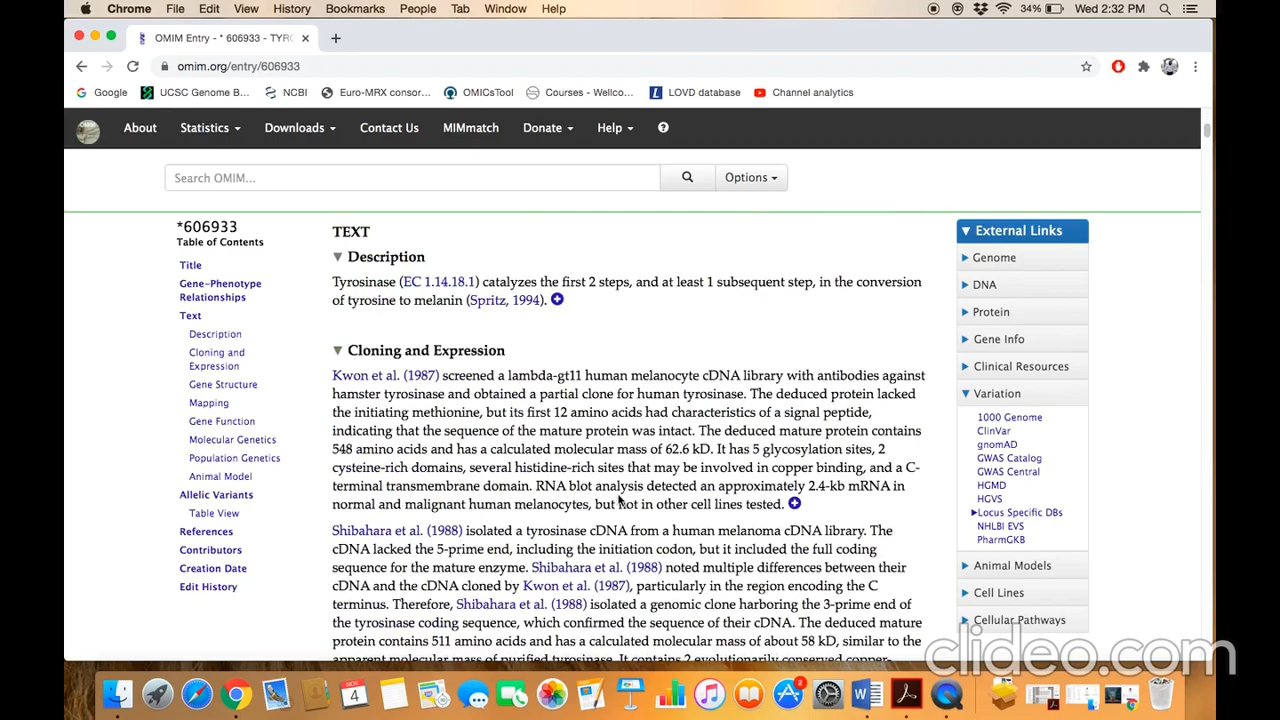 Chrome File Edit View History Bookmarks People Tab Window Help 34% Wed 2:32 PM
OMIM Entry - * 606933 - TYRO
omim.org/entry/606933
Google UCSC Genome B... NCBI Euro-MRX consor... OMICsTool Courses - Wellco... LOVD database Channel analytics
About Statistics Downloads Contact Us MIMmatch Donate Help
Search OMIM... Options
*606933
Table of Contents
Title
Gene-Phenotype
Relationships
Text
Description
Cloning and
Expression
Gene Structure
Mapping
Gene Function
Molecular Genetics
Population Genetics
Animal Model
Allelic Variants
Table View
References
Contributors
Creation Date
Edit History
TEXT
Description
Tyrosinase (EC 1.14.18.1) catalyzes the first 2 steps, and at least 1 subsequent step, in the conversion
of tyrosine to melanin (Spritz, 1994).
Cloning and Expression
Kwon et al. (1987) screened a lambda-gt11 human melanocyte cDNA library with antibodies against
hamster tyrosinase and obtained a partial clone for human tyrosinase. The deduced protein lacked
the initiating methionine, but its first 12 amino acids had characteristics of a signal peptide,
indicating that the sequence of the mature protein was intact. The deduced mature protein contains
548 amino acids and has a calculated molecular mass of 62.6 kD. It has 5 glycosylation sites, 2
cysteine-rich domains, several histidine-rich sites that may be involved in copper binding, and a C-
terminal transmembrane domain. RNA blot analysis detected an approximately 2.4-kb mRNA in
normal and malignant human melanocytes, but not in other cell lines tested.
Shibahara et al. (1988) isolated a tyrosinase cDNA from a human melanoma cDNA library. The
cDNA lacked the 5-prime end, including the initiation codon, but it included the full coding
sequence for the mature enzyme. Shibahara et al. (1988) noted multiple differences between their
cDNA and the cDNA cloned by Kwon et al. (1987), particularly in the region encoding the C
terminus. Therefore, Shibahara et al. (1988) isolated a genomic clone harboring the 3-prime end of
the tyrosinase coding sequence, which confirmed the sequence of their cDNA. The deduced mature
protein contains 511 amino acids and has a calculated molecular mass of about 58 kD, similar to the
apparent molecular mass of purified tyrosinase. It contains 2 evolutionarily conserved copper-
External Links
Genome
DNA
Protein
Gene Info
Clinical Resources
Variation
1000 Genome
ClinVar
gnomAD
GWAS Catalog
GWAS Central
HGMD
HGVS
Locus Specific DBs
NHLBI EVS
PharmGKB
Animal Models
Cell Lines
Cellular Pathways
clideo.com
NOV
4
2